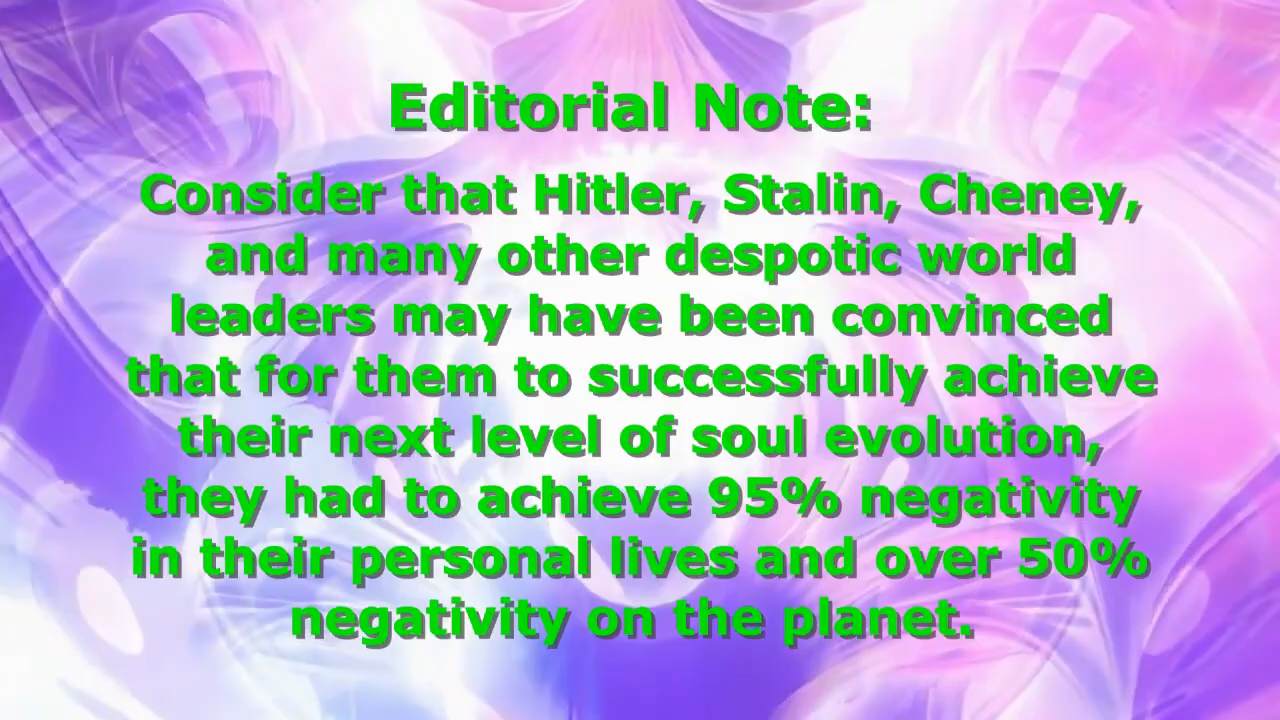 Editorial Note:
Consider that Hitler, Stalin, Cheney,
and many other despotic world
leaders may have been convinced
that for them to successfully achieve
their next level of soul evolution,
they had to achieve 95% negativity
in their personal lives and over 50%
negativity on the planet.